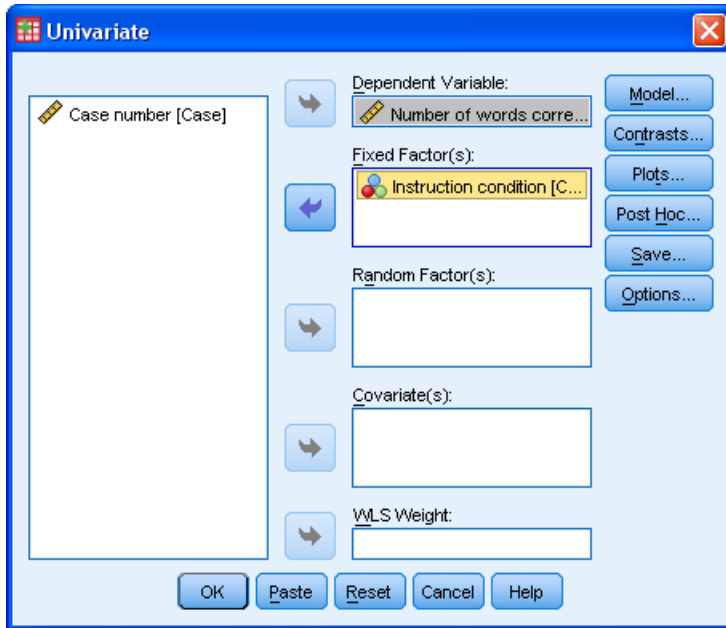 Univariate
Case number [Case]
Dependent Variable:
Number of words corre...
Fixed Factor(s):
Instruction condition [C...
Random Factor(s):
Covariate(s):
WLS Weight:
Model...
Contrasts...
Plots...
Post Hoc...
Save...
Options...
OK
Paste
Reset
Cancel
Help